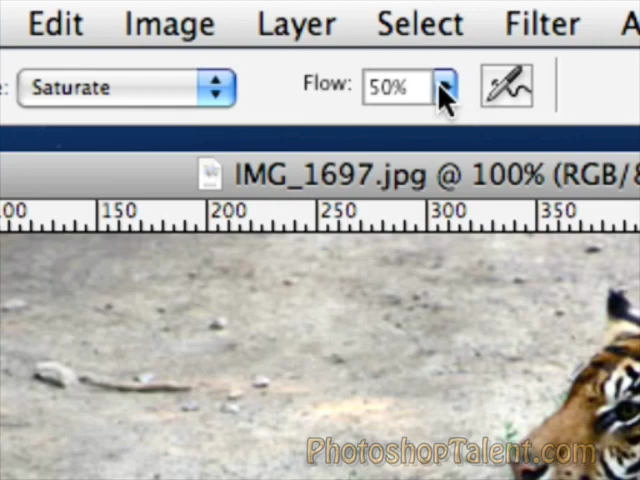 Edit Image Layer Select Filter A
e: Saturate Flow: 50%
IMG_1697.jpg @ 100% (RGB/8
100 150 200 250 300 350
PhotoshopTalent.com